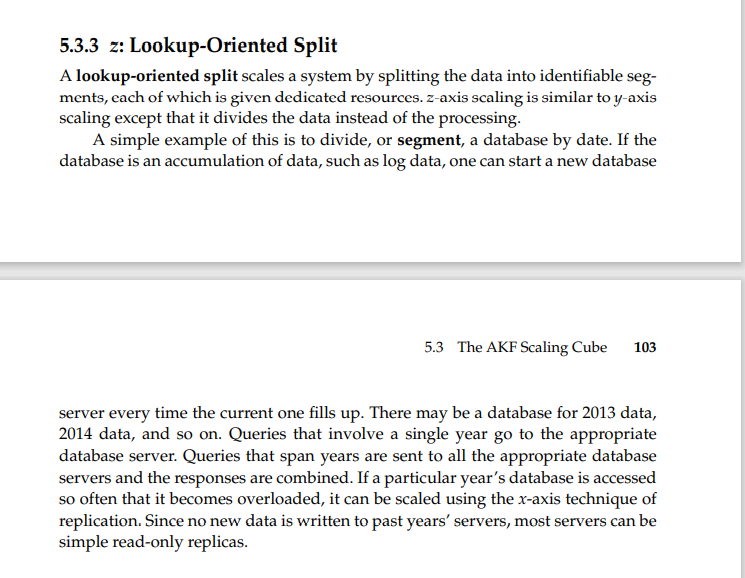 5.3.3 z: Lookup-Oriented Split
A lookup-oriented split scales a system by splitting the data into identifiable seg-
ments, each of which is given dedicated resources. z-axis scaling is similar to y-axis
scaling except that it divides the data instead of the processing.
A simple example of this is to divide, or segment, a database by date. If the
database is an accumulation of data, such as log data, one can start a new database
5.3 The AKF Scaling Cube 103
server every time the current one fills up. There may be a database for 2013 data,
2014 data, and so on. Queries that involve a single year go to the appropriate
database server. Queries that span years are sent to all the appropriate database
servers and the responses are combined. If a particular year's database is accessed
so often that it becomes overloaded, it can be scaled using the x-axis technique of
replication. Since no new data is written to past years' servers, most servers can be
simple read-only replicas.